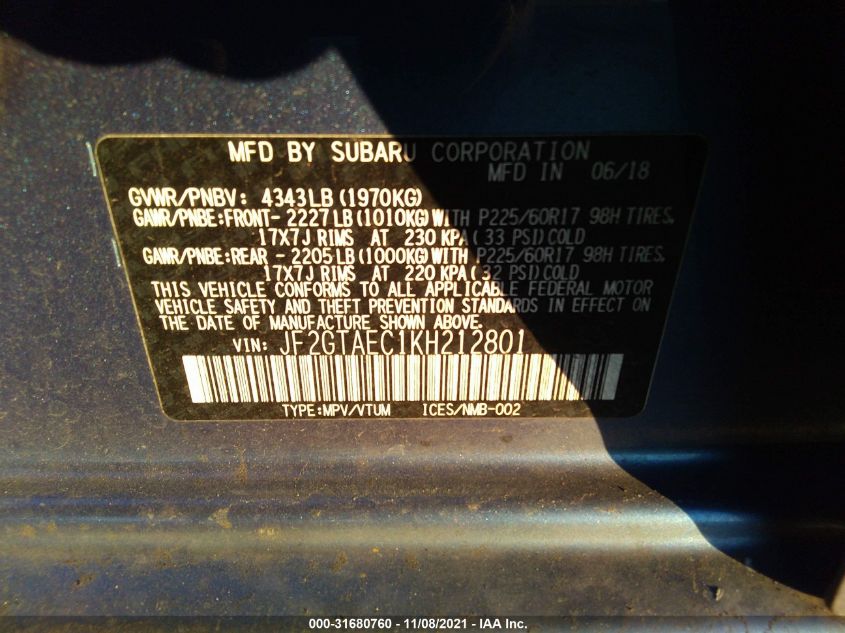 MFD BY SUBARU CORPORATION
MFD IN 06/18
GVWR/PNBV: 4343LB (1970KG)
GAWR/PNBE:FRONT- 2227LB (1010KG) WITH P225/60R17 98H TIRES,
17X7J RIMS AT 230 KPA (33 PSI) COLD
GAWR/PNBE:REAR - 2205LB (1000KG) WITH P225/60R17 98H TIRES,
17X7J RIMS AT 220 KPA (32 PSI) COLD
THIS VEHICLE CONFORMS TO ALL APPLICABLE FEDERAL MOTOR
VEHICLE SAFETY AND THEFT PREVENTION STANDARDS IN EFFECT ON
THE DATE OF MANUFACTURE SHOWN ABOVE.
VIN: JF2GTAEC1KH212801
TYPE:MPV/VTUM ICES/NMB-002
000-31680760 — 11/08/2021 — IAA Inc.